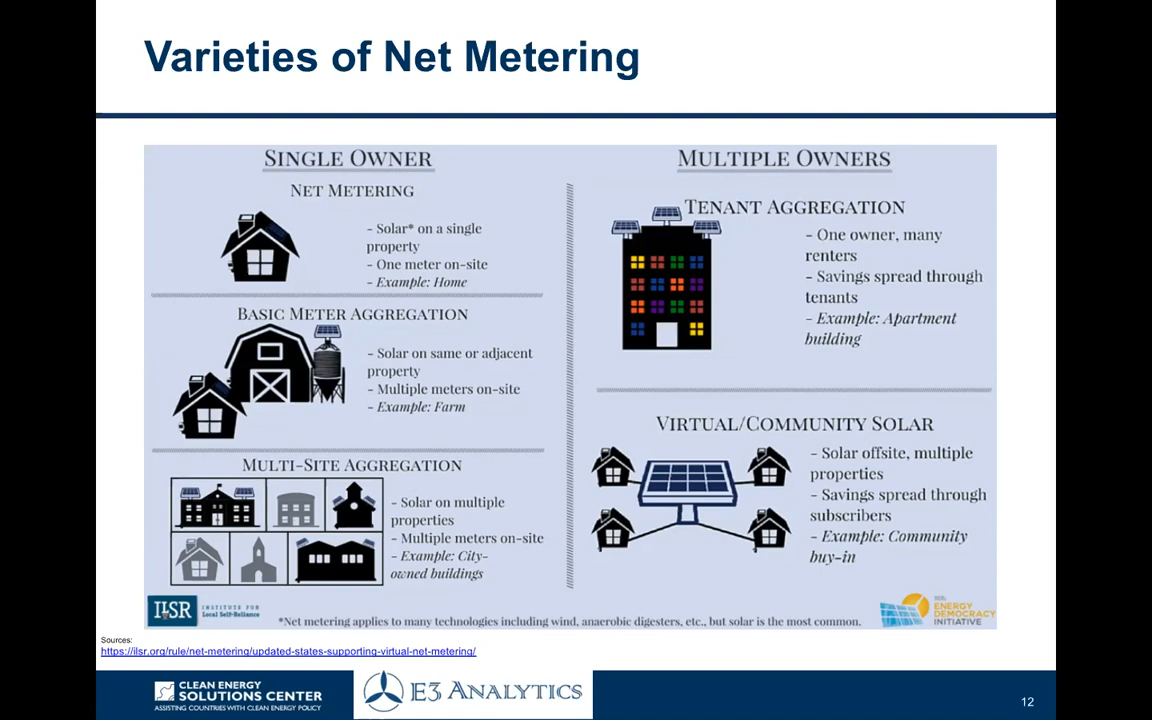 Varieties of Net Metering
SINGLE OWNER
NET METERING
- Solar* on a single
property
- One meter on-site
- Example: Home
BASIC METER AGGREGATION
- Solar on same or adjacent
property
- Multiple meters on-site
- Example: Farm
MULTI-SITE AGGREGATION
- Solar on multiple
properties
- Multiple meters on-site
- Example: City-
owned buildings
MULTIPLE OWNERS
TENANT AGGREGATION
- One owner, many
renters
- Savings spread through
tenants
- Example: Apartment
building
VIRTUAL/COMMUNITY SOLAR
- Solar offsite, multiple
properties
- Savings spread through
subscribers
- Example: Community
buy-in
ILSR
INSTITUTE FOR
Local Self-Reliance
*Net metering applies to many technologies including wind, anaerobic digesters, etc., but solar is the most common.
ENERGY
DEMOCRACY
INITIATIVE
Sources:
https://ilsr.org/rule/net-metering/updated-states-supporting-virtual-net-metering/
CLEAN ENERGY
SOLUTIONS CENTER
ASSISTING COUNTRIES WITH CLEAN ENERGY POLICY
E3 ANALYTICS
12